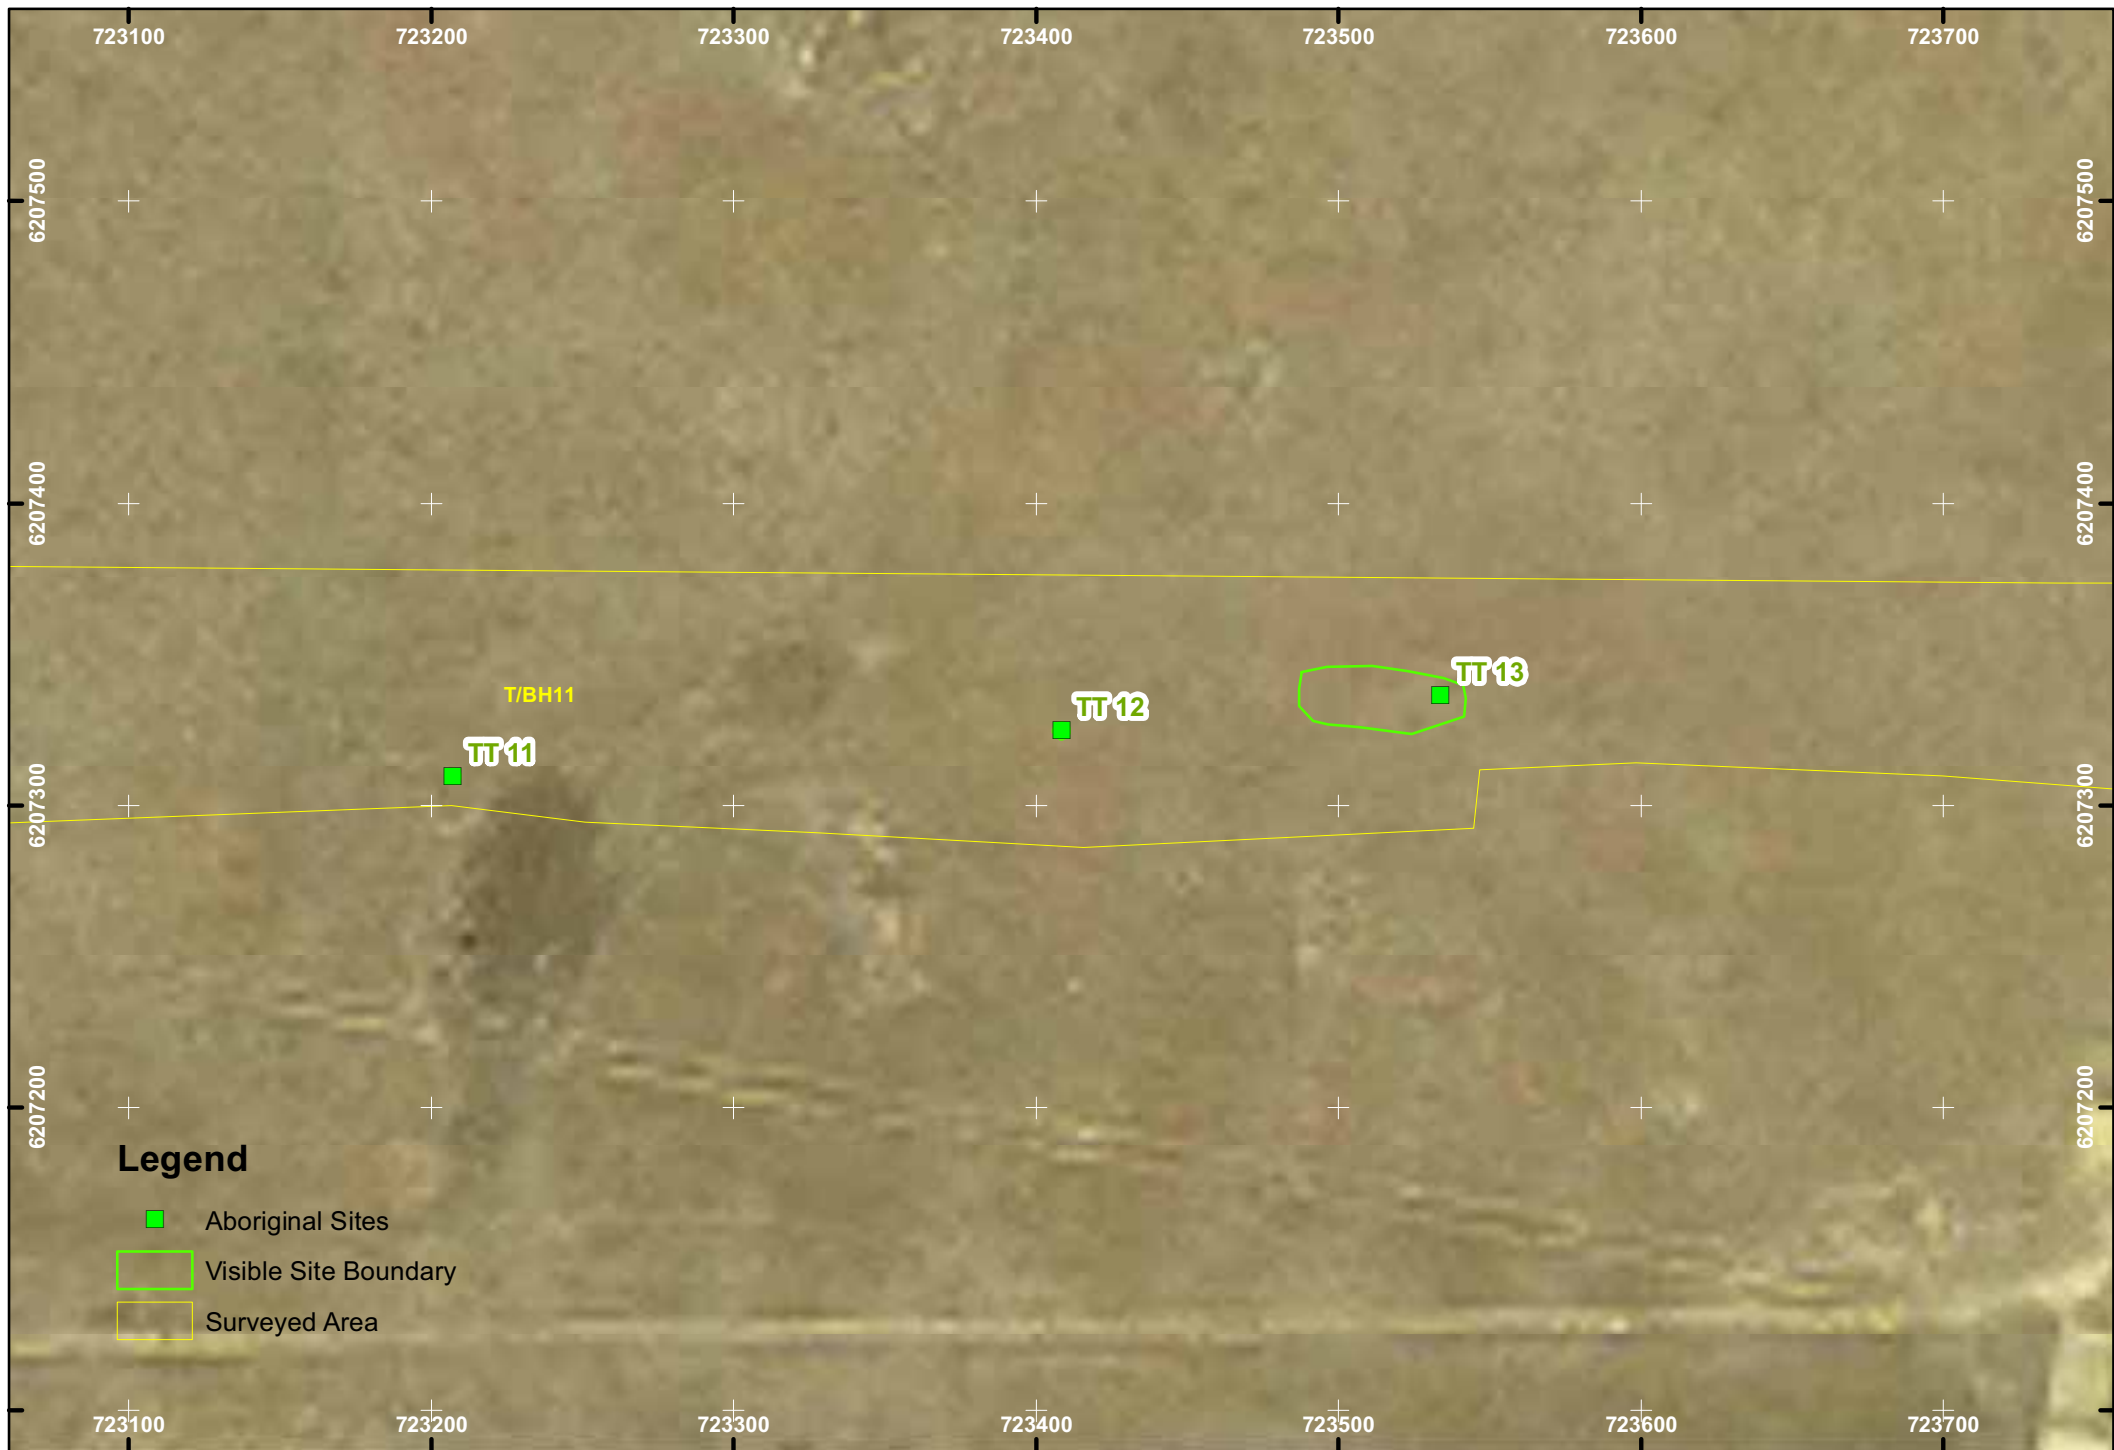 723100 723200 723300 723400 723500 723600 723700
6207500 6207500
6207400 6207400
TT 13
T/BH11
TT 12
TT 11
6207300 6207300
6207200 6207200
Legend
Aboriginal Sites
Visible Site Boundary
Surveyed Area
723100 723200 723300 723400 723500 723600 723700